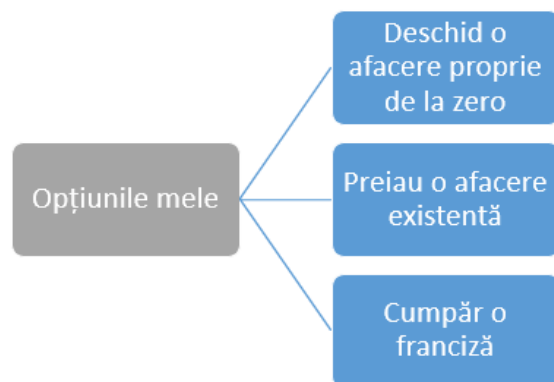 Opțiunile mele
Deschid o
afacere proprie
de la zero
Preiau o afacere
existentă
Cumpăr o
franciză